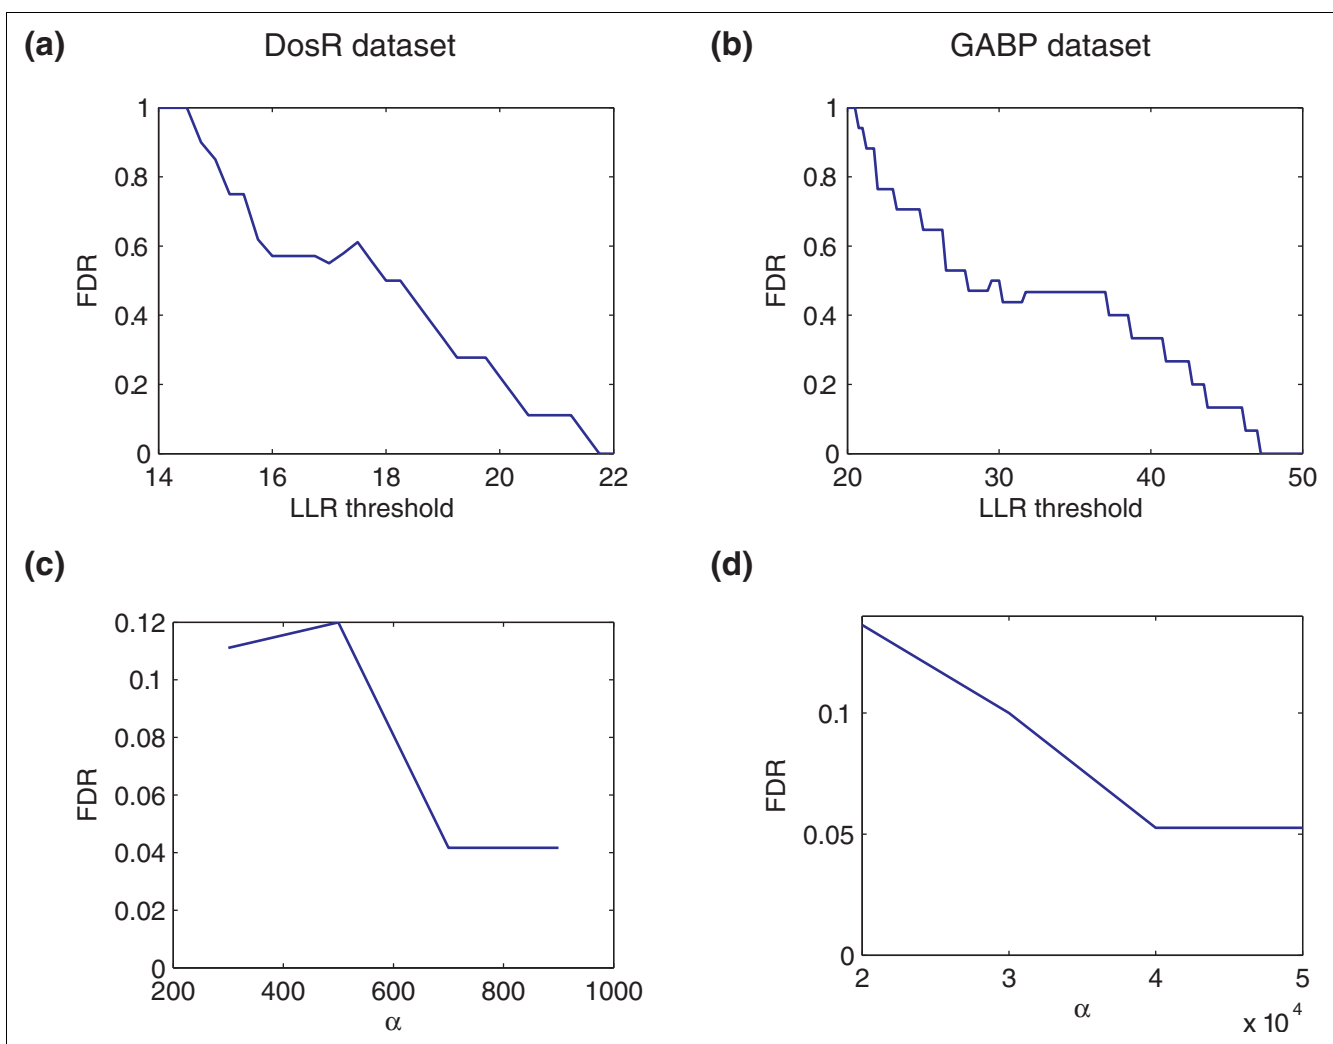 (a) DosR dataset
1
0.8
0.6
0.4
0.2
0
FDR
14 16 18 20 22
LLR threshold
(b) GABP dataset
1
0.8
0.6
0.4
0.2
0
FDR
20 30 40 50
LLR threshold
(c)
0.12
0.1
0.08
0.06
0.04
0.02
0
FDR
200 400 600 800 1000
α
(d)
0.1
0.05
0
FDR
2 3 4 5
α
x 10^4